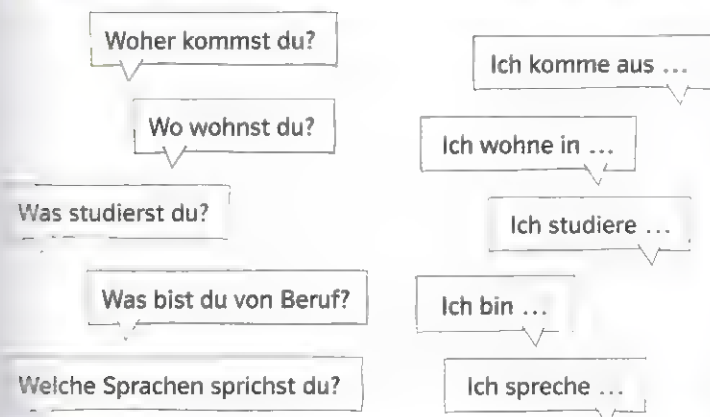 Woher kommst du?
Ich komme aus ...
Wo wohnst du?
Ich wohne in ...
Was studierst du?
Ich studiere ...
Was bist du von Beruf?
Ich bin ...
Welche Sprachen sprichst du?
Ich spreche ...